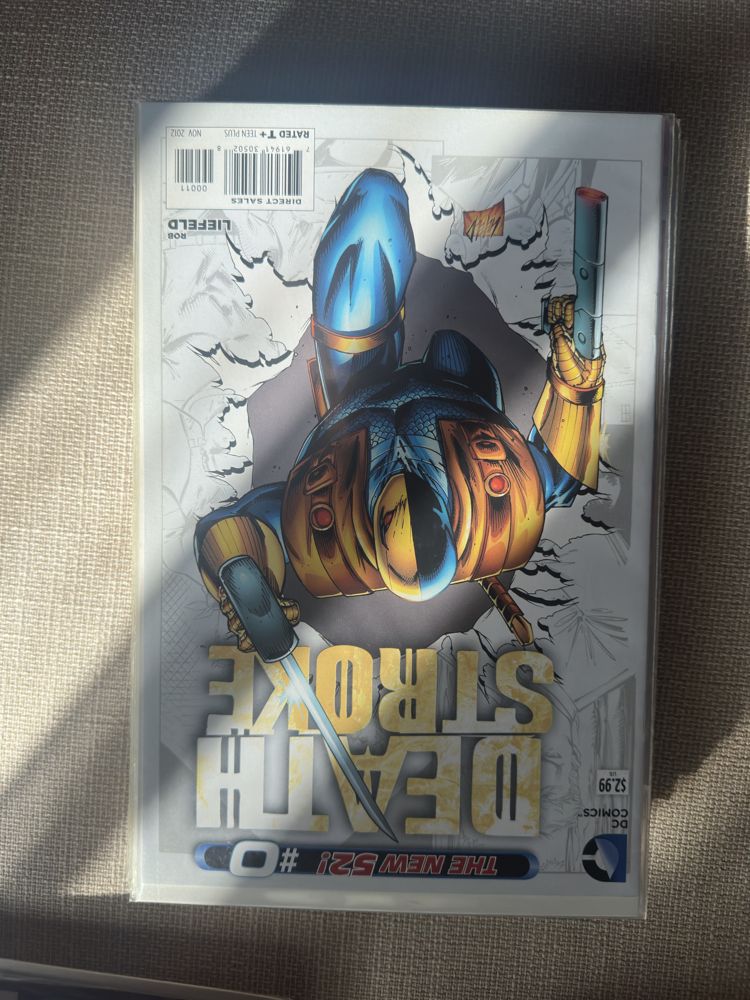 THE NEW 52! #0
DC
COMICS™
$2.99
US
DEATH
STROKE
ROB
LIEFELD
DIRECT SALES
00011
7 61941 30502 8
RATED T+ TEEN PLUS
NOV 2012